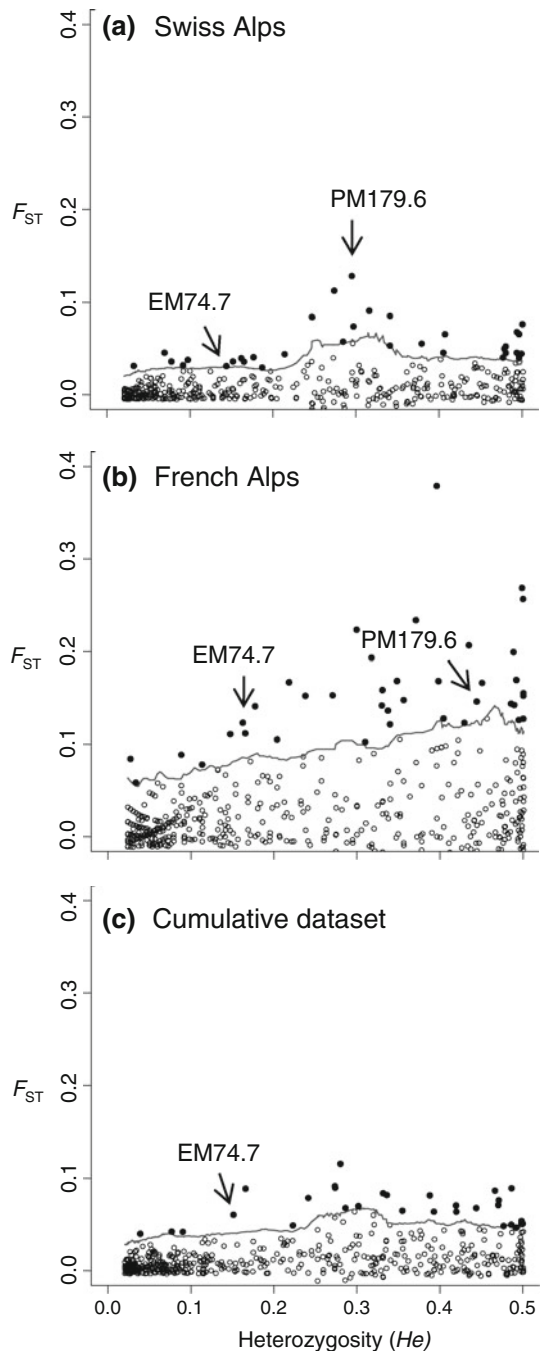 (a) Swiss Alps
0.4
0.3
0.2
0.1
0.0
FST
PM179.6
EM74.7
(b) French Alps
0.4
0.3
0.2
0.1
0.0
FST
EM74.7
PM179.6
(c) Cumulative dataset
0.4
0.3
0.2
0.1
0.0
FST
EM74.7
0.0 0.1 0.2 0.3 0.4 0.5
Heterozygosity (He)